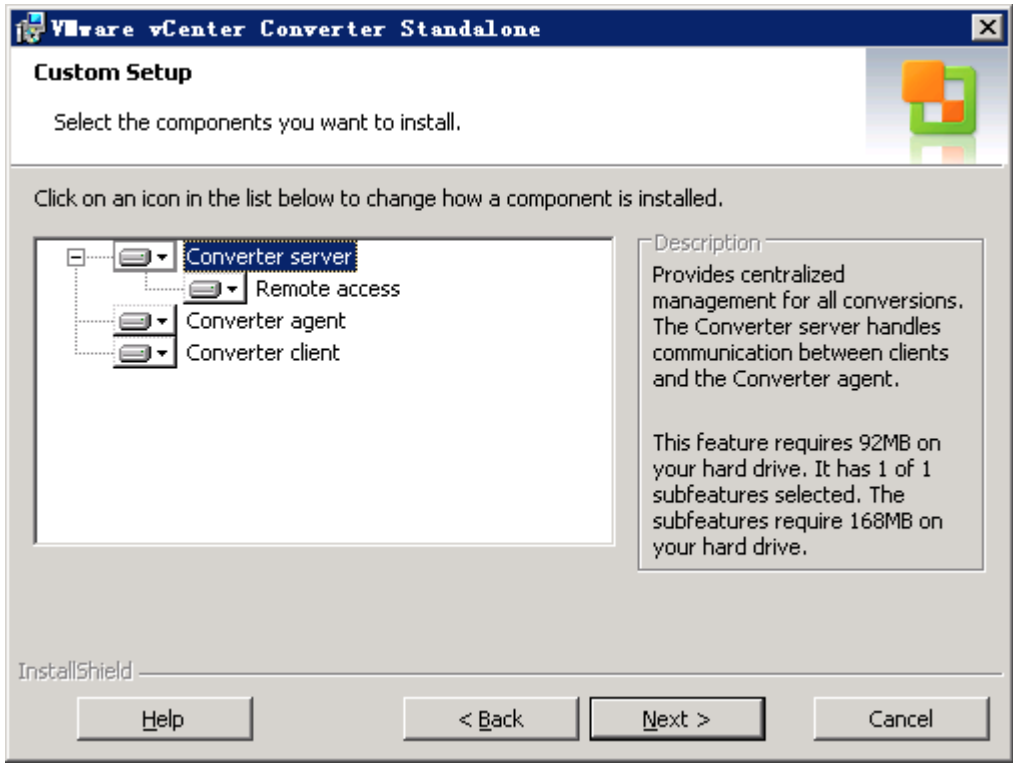 VMware vCenter Converter Standalone
Custom Setup
Select the components you want to install.
Click on an icon in the list below to change how a component is installed.
Converter server
Remote access
Converter agent
Converter client
Description
Provides centralized
management for all conversions.
The Converter server handles
communication between clients
and the Converter agent.
This feature requires 92MB on
your hard drive. It has 1 of 1
subfeatures selected. The
subfeatures require 168MB on
your hard drive.
InstallShield
Help
< Back
Next >
Cancel